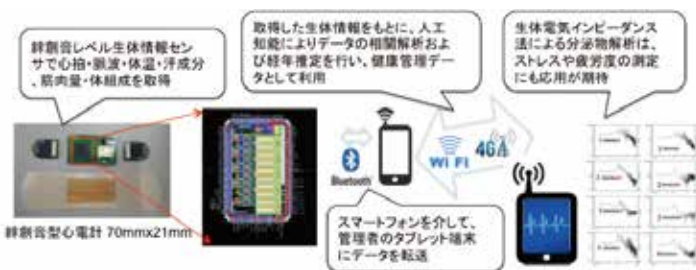 絆創膏レベル生体情報セン
サで心拍・脈波・体温・汗成分
、筋肉量・体組成を取得
取得した生体情報をもとに、人工
知能によりデータの相関解析およ
び経年推定を行い、健康管理デー
タとして利用
生体電気インピーダンス
法による分泌物解析は、
ストレスや疲労度の測定
にも応用が期待
Bluetooth
Wi Fi
4G
スマートフォンを介して、
管理者のタブレット端末
にデータを転送
絆創膏型心電計 70mmx21mm